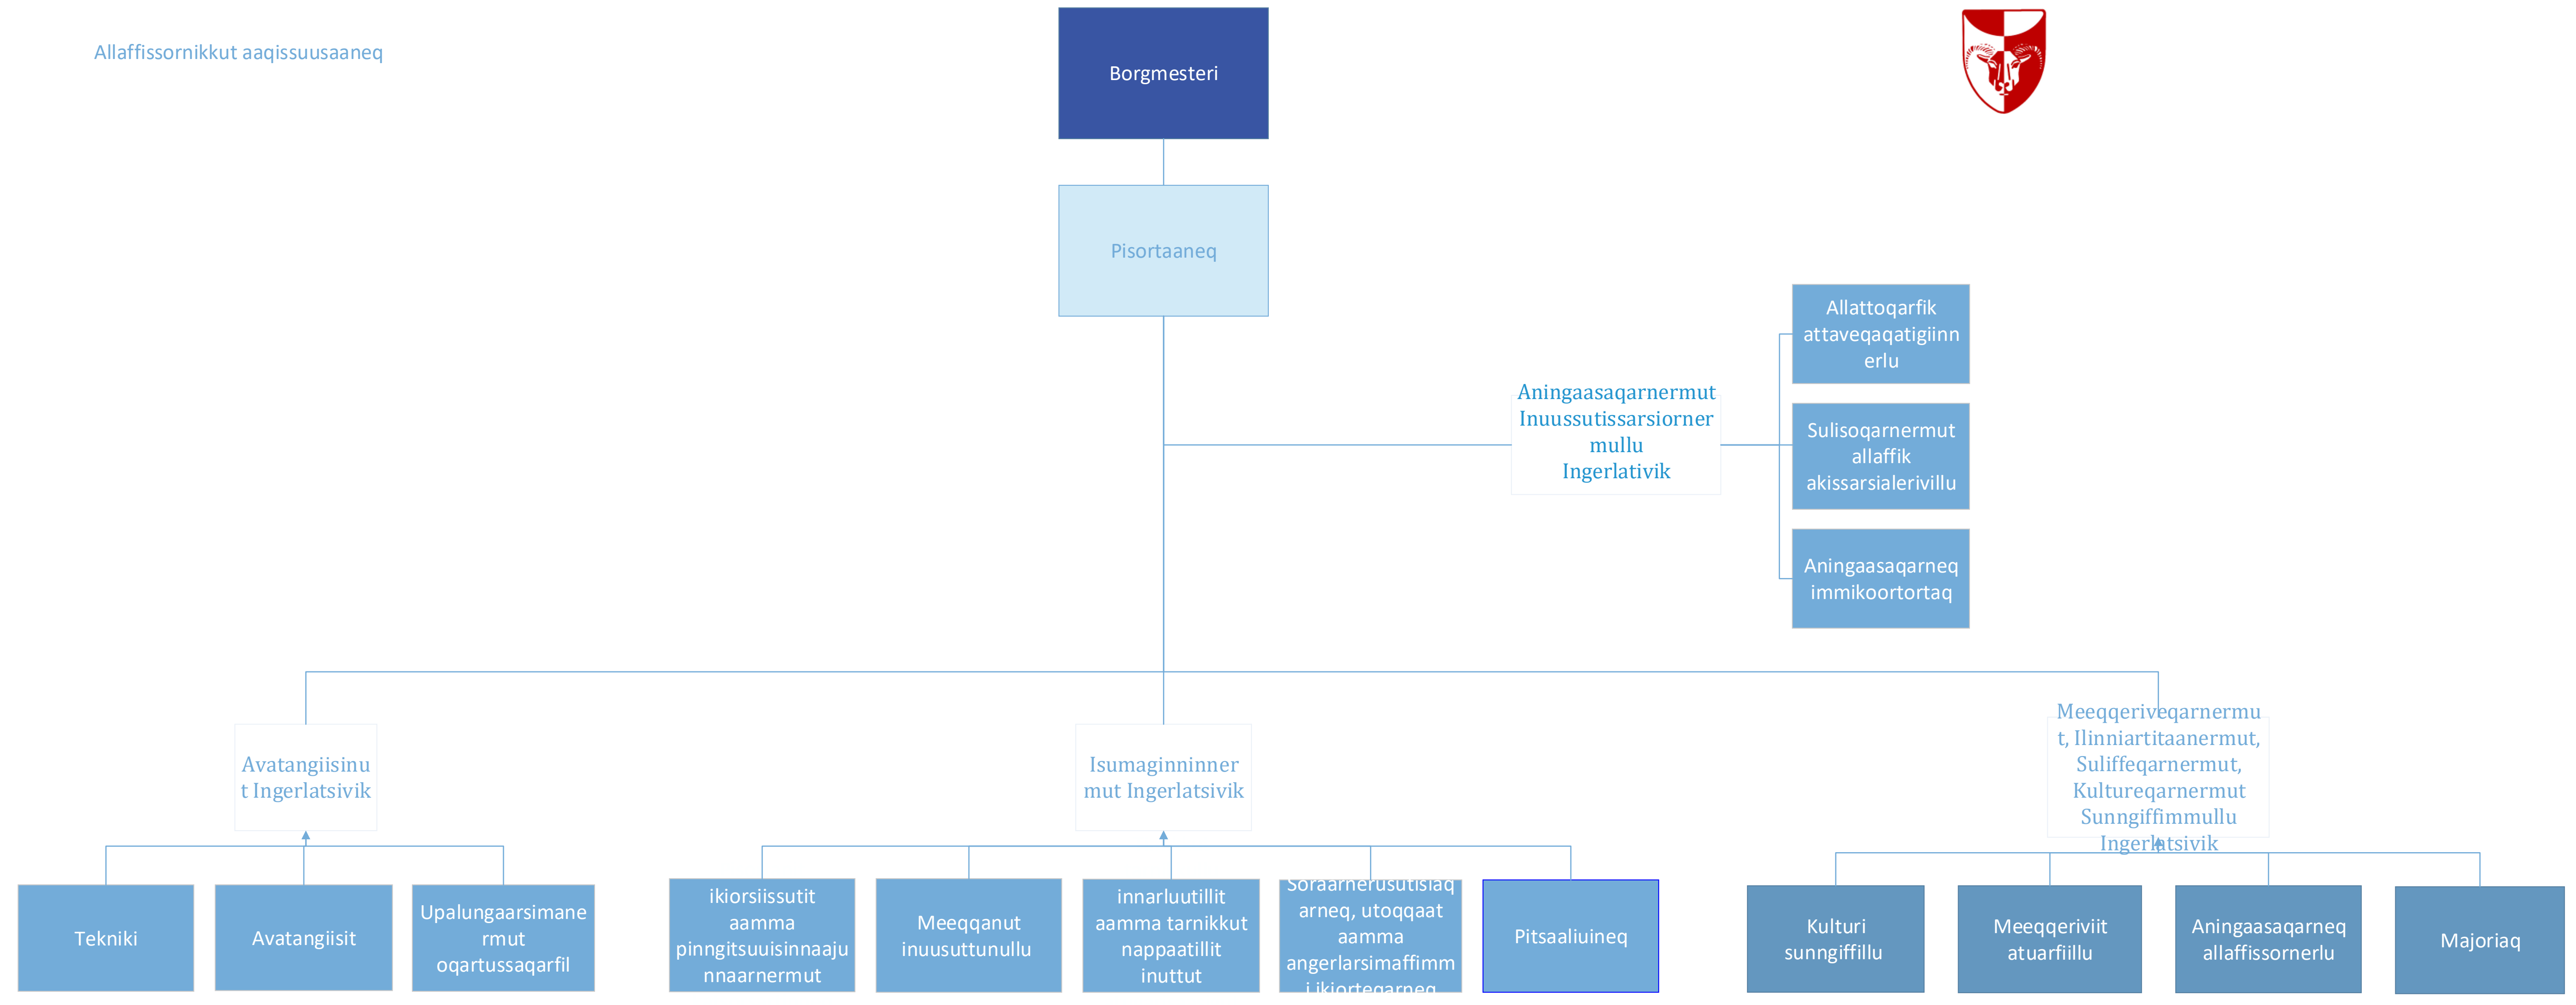 Allaffissornikkut aaqissuusaaneq
Borgmesteri
Pisortaaneq
Allattoqarfik
attaveqaqatigiinn
erlu
Aningaasaqarnermut
Inuussutissarsiorner
mullu
Ingerlativik
Sulisoqarnermut
allaffik
akissarsialerivillu
Aningaasaqarneq
immikoortortaq
Avatangiisinu
t Ingerlatsivik
Isumaginninner
mut Ingerlatsivik
Meeqqeriveqarnermu
t, Ilinniartitaanermut,
Suliffeqarnermut,
Kultureqarnermut
Sunngiffimmullu
Ingerlatsivik
Tekniki
Avatangiisit
Upalungaarsimane
rmut
oqartussaqarfil
ikiorsiissutit
aamma
pinngitsuuisinnaaju
nnaarnermut
Meeqqanut
inuusuttunullu
innarluutillit
aamma tarnikkut
nappaatillit
inuttut
Soraarnerusutisiaq
arneq, utoqqaat
aamma
angerlarsimaffimm
i ikiorteqarneq
Pitsaaliuineq
Kulturi
sunngiffillu
Meeqqeriviit
atuarfiillu
Aningaasaqarneq
allaffissornerlu
Majoriaq